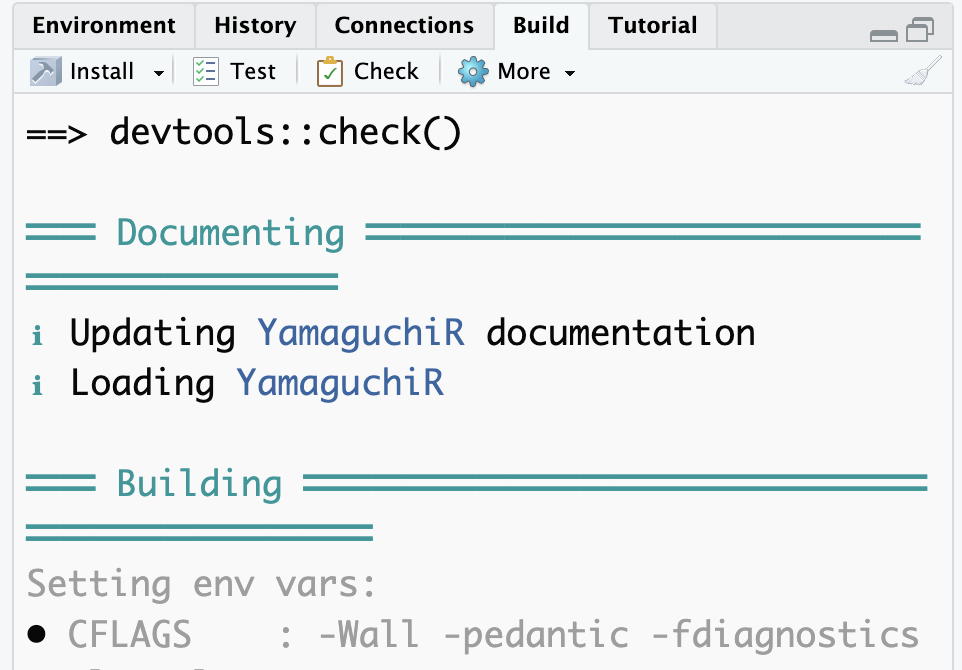 Environment History Connections Build Tutorial
Install Test Check More
==> devtools::check()
═══ Documenting ════════════════════════
═════════════
ℹ Updating YamaguchiR documentation
ℹ Loading YamaguchiR
═══ Building ═══════════════════════════
═══════════════
Setting env vars:
● CFLAGS    : -Wall -pedantic -fdiagnostics